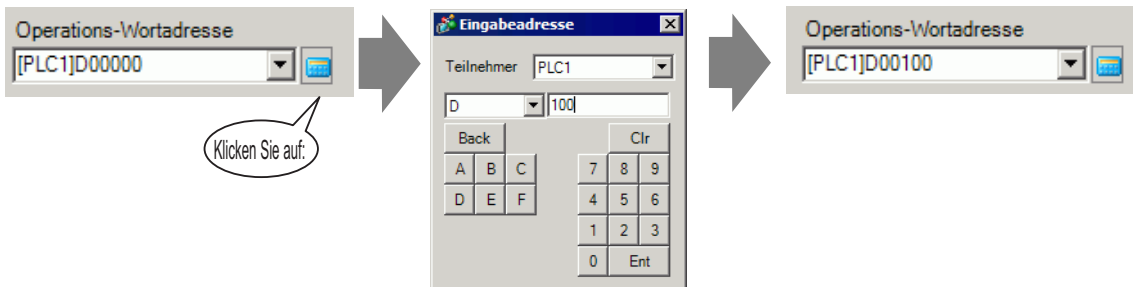 Operations-Wortadresse
[PLC1]D00000
Klicken Sie auf:
Eingabeadresse
Teilnehmer PLC1
D 100
Back Clr
A B C 7 8 9
D E F 4 5 6
1 2 3
0 Ent
Operations-Wortadresse
[PLC1]D00100